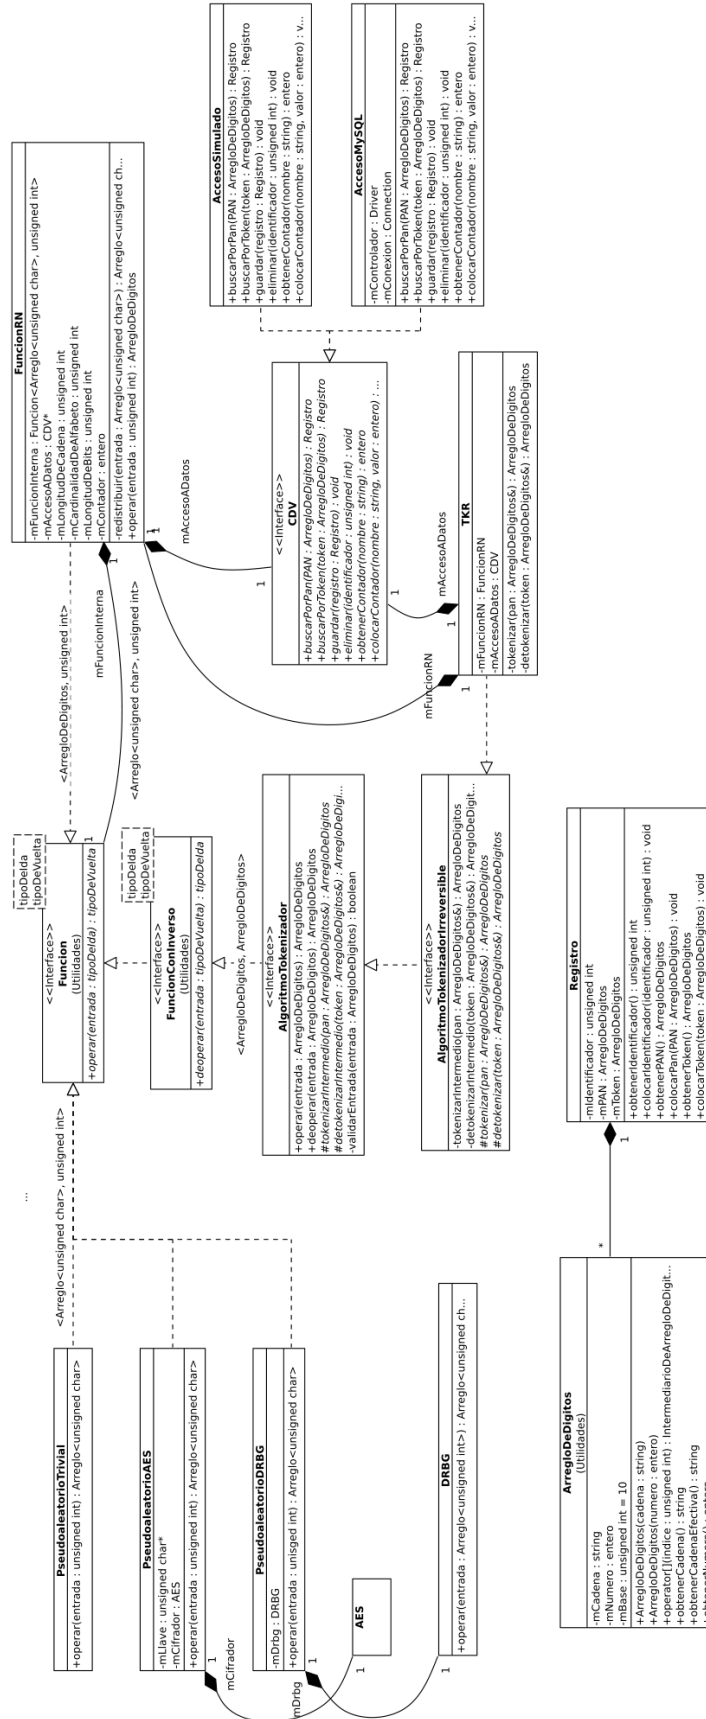 PseudoaleatorioTrivial
+operar(entrada : unsigned int) : Arreglo<unsigned char>
PseudoaleatorioAES
-mLlave : unsigned char*
-mCifrador : AES
+operar(entrada : unsigned int) : Arreglo<unsigned char>
PseudoaleatorioDRBG
-mDrbg : DRBG
+operar(entrada : unisged int) : Arreglo<unsigned char>
1
mCifrador
1
mDrbg
AES
1
DRBG
+operar(entrada : Arreglo<unsigned int>) : Arreglo<unsigned ch...
1
...
<Arreglo<unsigned char>, unsigned int>
tipoDeIda
tipoDeVuelta
<<Interface>>
Funcion
(Utilidades)
+operar(entrada : tipoDeIda) : tipoDeVuelta
1
tipoDeIda
tipoDeVuelta
<<Interface>>
FuncionConInverso
(Utilidades)
+deoperar(entrada : tipoDeVuelta) : tipoDeIda
<ArregloDeDigitos, ArregloDeDigitos>
<<Interface>>
AlgoritmoTokenizador
+operar(entrada : ArregloDeDigitos) : ArregloDeDigitos
+deoperar(entrada : ArregloDeDigitos) : ArregloDeDigitos
#tokenizarIntermedio(pan : ArregloDeDigitos&) : ArregloDeDigitos
#detokenizarIntermedio(token : ArregloDeDigitos&) : ArregloDeDigi...
-validarEntrada(entrada : ArregloDeDigitos) : boolean
<<Interface>>
AlgoritmoTokenizadorIrreversible
-tokenizarIntermedio(pan : ArregloDeDigitos&) : ArregloDeDigitos
-detokenizarIntermedio(token : ArregloDeDigitos&) : ArregloDeDigit...
#tokenizar(pan : ArregloDeDigitos&) : ArregloDeDigitos
#detokenizar(token : ArregloDeDigitos&) : ArregloDeDigitos
<ArregloDeDigitos, unsigned int>
mFuncionInterna
1
<Arreglo<unsigned char>, unsigned int>
FuncionRN
-mFuncionInterna : Funcion<Arreglo<unsigned char>, unsigned int>
-mAccesoADatos : CDV*
-mLongitudDeCadena : unsigned int
-mCardinalidadDeAlfabeto : unsigned int
-mLongitudDeBits : unsigned int
-mContador : entero
-redistribuir(entrada : Arreglo<unsigned char>) : Arreglo<unsigned ch...
+operar(entrada : unsigned int) : ArregloDeDigitos
1
1
mAccesoADatos
1
<<Interface>>
CDV
+buscarPorPan(PAN : ArregloDeDigitos) : Registro
+buscarPorToken(token : ArregloDeDigitos) : Registro
+guardar(registro : Registro) : void
+eliminar(identificador : unsigned int) : void
+obtenerContador(nombre : string) : entero
+colocarContador(nombre : string, valor : entero) : ...
1
mAccesoADatos
1
mFuncionRN
1
TKR
-mFuncionRN : FuncionRN
-mAccesoADatos : CDV
-tokenizar(pan : ArregloDeDigitos&) : ArregloDeDigitos
-detokenizar(token : ArregloDeDigitos&) : ArregloDeDigitos
AccesoSimulado
+buscarPorPan(PAN : ArregloDeDigitos) : Registro
+buscarPorToken(token : ArregloDeDigitos) : Registro
+guardar(registro : Registro) : void
+eliminar(identificador : unsigned int) : void
+obtenerContador(nombre : string) : entero
+colocarContador(nombre : string, valor : entero) : v...
AccesoMySQL
-mControlador : Driver
-mConexion : Connection
+buscarPorPan(PAN : ArregloDeDigitos) : Registro
+buscarPorToken(token : ArregloDeDigitos) : Registro
+guardar(registro : Registro) : void
+eliminar(identificador : unsigned int) : void
+obtenerContador(nombre : string) : entero
+colocarContador(nombre : string, valor : entero) : v...
ArregloDeDigitos
(Utilidades)
-mCadena : string
-mNumero : entero
-mBase : unsigned int = 10
+ArregloDeDigitos(cadena : string)
+ArregloDeDigitos(numero : entero)
+operator[](indice : unsigned int) : IntermediarioDeArregloDeDigit...
+obtenerCadena() : string
+obtenerCadenaEfectiva() : string
*
1
Registro
-mIdentificador : unsigned int
-mPAN : ArregloDeDigitos
-mToken : ArregloDeDigitos
+obtenerIdentificador() : unsigned int
+colocarIdentificador(identificador : unsigned int) : void
+obtenerPAN() : ArregloDeDigitos
+colocarPan(PAN : ArregloDeDigitos) : void
+obtenerToken() : ArregloDeDigitos
+colocarToken(token : ArregloDeDigitos) : void